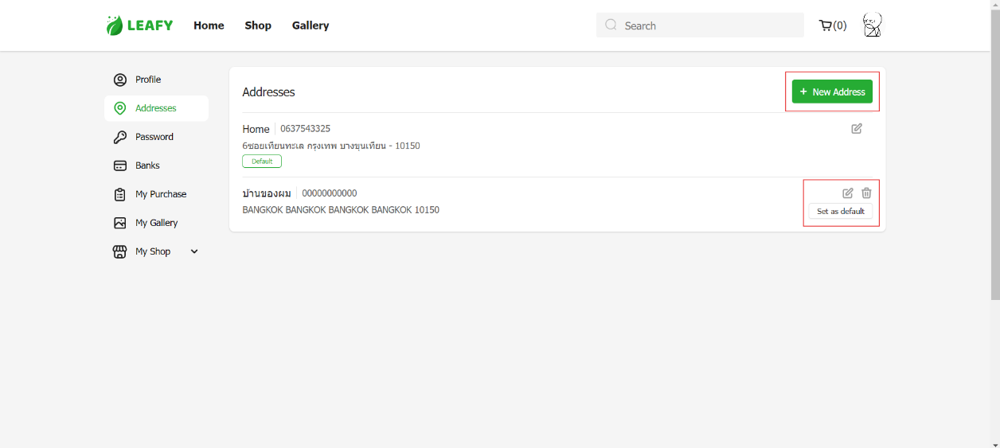 LEAFY
Home
Shop
Gallery
Search
(0)
Profile
Addresses
Password
Banks
My Purchase
My Gallery
My Shop
Addresses
+ New Address
Home
0637543325
6ซอยเทียนทะเล กรุงเทพ บางขุนเทียน - 10150
Default
บ้านของผม
00000000000
BANGKOK BANGKOK BANGKOK BANGKOK 10150
Set as default